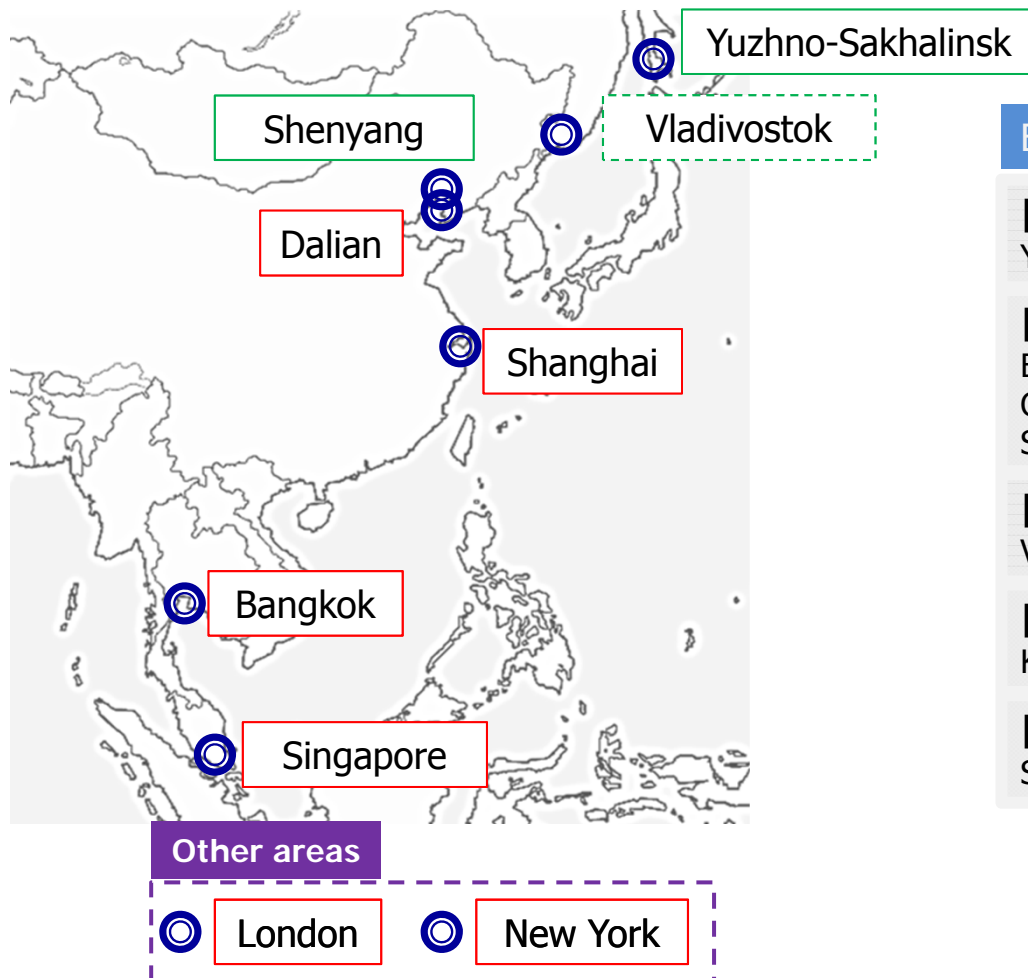 Yuzhno-Sakhalinsk
Shenyang
Vladivostok
Dalian
Shanghai
Bangkok
Singapore
Other areas
London
New York